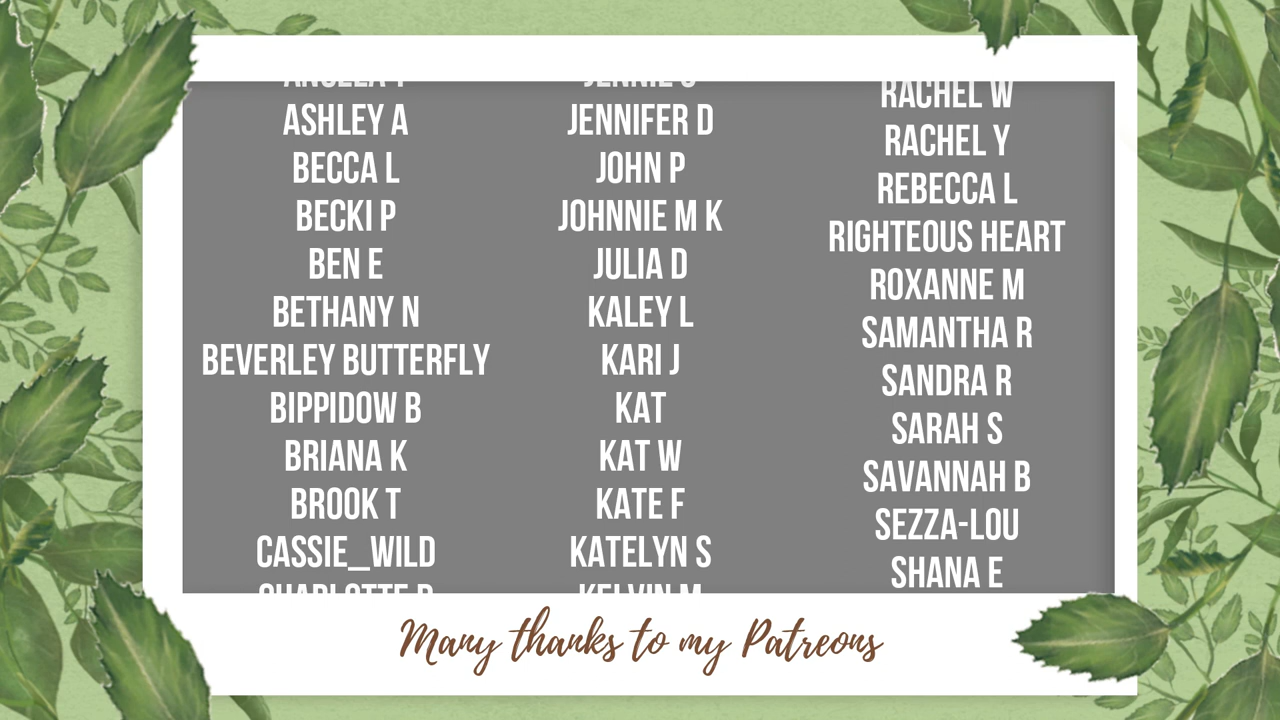 ASHLEY A
BECCA L
BECKI P
BEN E
BETHANY N
BEVERLEY BUTTERFLY
BIPPIDOW B
BRIANA K
BROOK T
CASSIE_WILD
JENNIFER D
JOHN P
JOHNNIE M K
JULIA D
KALEY L
KARI J
KAT
KAT W
KATE F
KATELYN S
KELVIN M
RACHEL W
RACHEL Y
REBECCA L
RIGHTEOUS HEART
ROXANNE M
SAMANTHA R
SANDRA R
SARAH S
SAVANNAH B
SEZZA-LOU
SHANA E
Many thanks to my Patreons